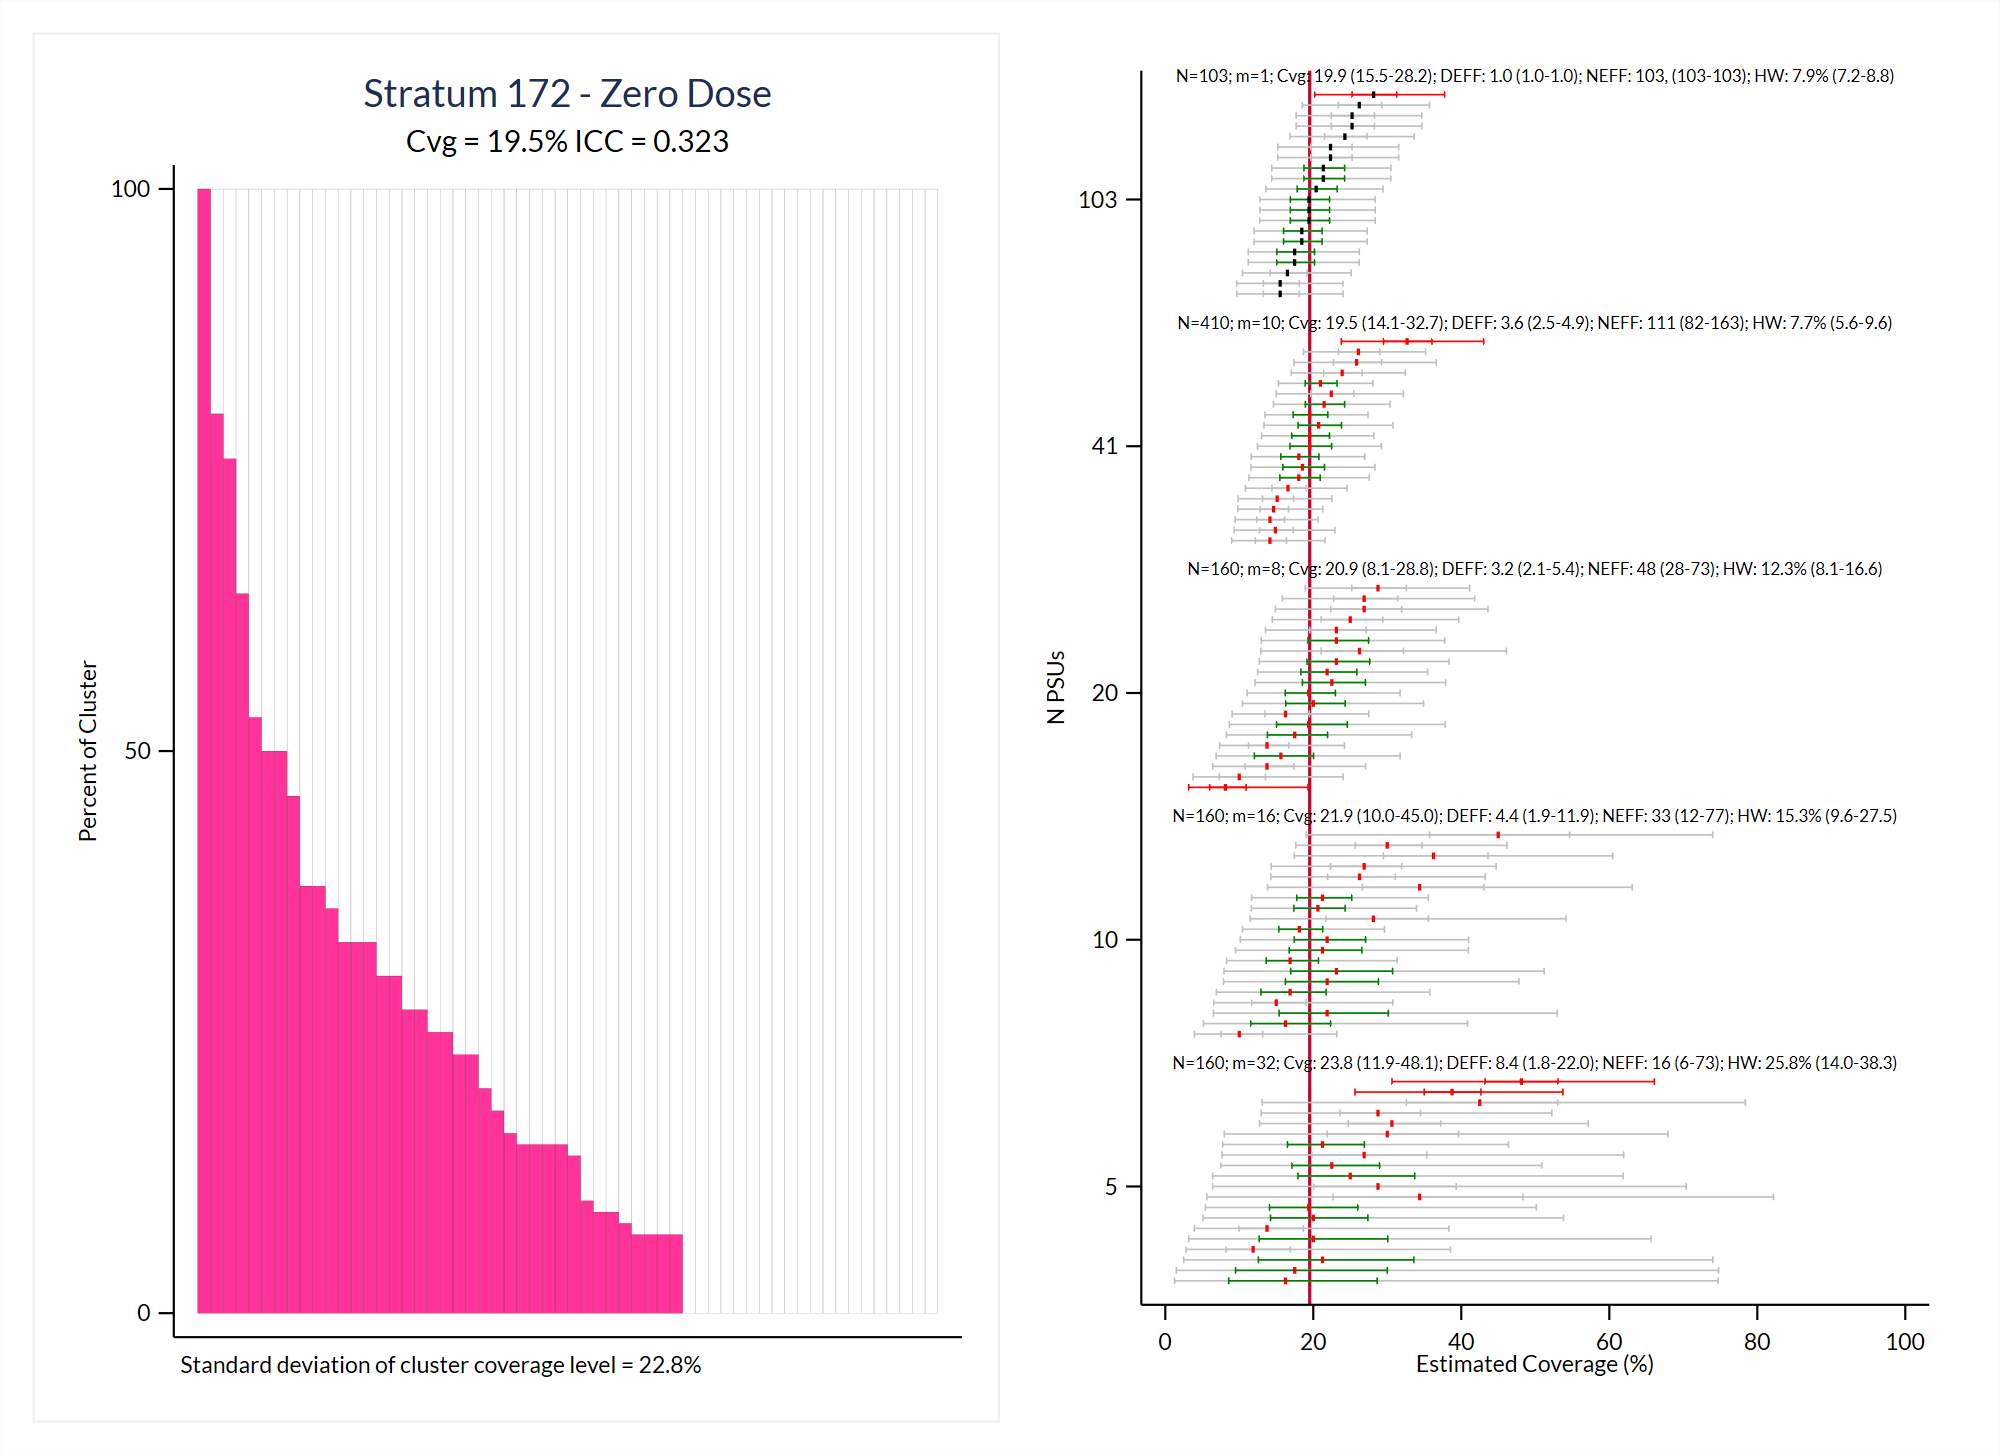 Stratum 172 - Zero Dose
Cvg = 19.5% ICC = 0.323
100
50
0
Percent of Cluster
Standard deviation of cluster coverage level = 22.8%
N=103; m=1; Cvg: 19.9 (15.5-28.2); DEFF: 1.0 (1.0-1.0); NEFF: 103, (103-103); HW: 7.9% (7.2-8.8)
103
N=410; m=10; Cvg: 19.5 (14.1-32.7); DEFF: 3.6 (2.5-4.9); NEFF: 111 (82-163); HW: 7.7% (5.6-9.6)
41
N=160; m=8; Cvg: 20.9 (8.1-28.8); DEFF: 3.2 (2.1-5.4); NEFF: 48 (28-73); HW: 12.3% (8.1-16.6)
N PSUs
20
N=160; m=16; Cvg: 21.9 (10.0-45.0); DEFF: 4.4 (1.9-11.9); NEFF: 33 (12-77); HW: 15.3% (9.6-27.5)
10
N=160; m=32; Cvg: 23.8 (11.9-48.1); DEFF: 8.4 (1.8-22.0); NEFF: 16 (6-73); HW: 25.8% (14.0-38.3)
5
0 20 40 60 80 100
Estimated Coverage (%)